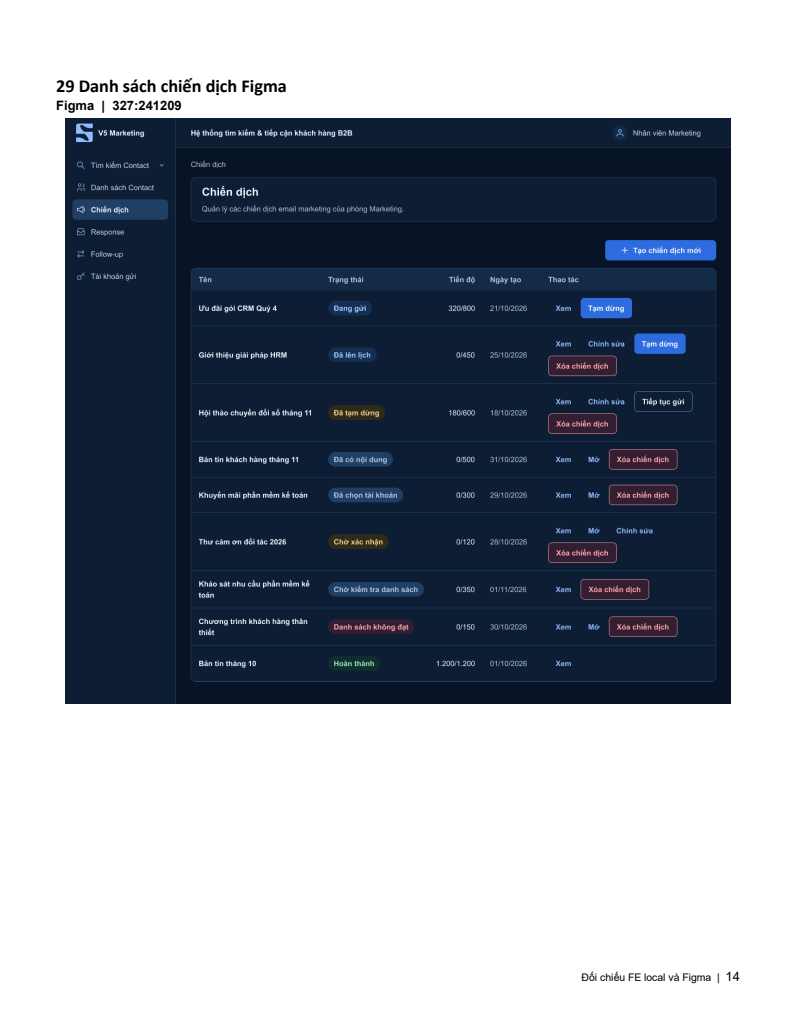 29 Danh sách chiến dịch Figma
Figma | 327:241209
V5 Marketing
Hệ thống tìm kiếm & tiếp cận khách hàng B2B
Nhân viên Marketing
Tìm kiếm Contact
Danh sách Contact
Chiến dịch
Response
Follow-up
Tài khoản gửi
Chiến dịch
Chiến dịch
Quản lý các chiến dịch email marketing của phòng Marketing.
Tạo chiến dịch mới
Tên Trạng thái Tiến độ Ngày tạo Thao tác
Ưu đãi gói CRM Quý 4 Đang gửi 320/800 21/10/2026 Xem Tạm dừng
Giới thiệu giải pháp HRM Đã lên lịch 0/450 25/10/2026 Xem Chỉnh sửa Tạm dừng
Xóa chiến dịch
Hội thảo chuyển đổi số tháng 11 Đã tạm dừng 180/600 18/10/2026 Xem Chỉnh sửa Tiếp tục gửi
Xóa chiến dịch
Bản tin khách hàng tháng 11 Đã có nội dung 0/500 31/10/2026 Xem Mở Xóa chiến dịch
Khuyến mãi phần mềm kế toán Đã chọn tài khoản 0/300 29/10/2026 Xem Mở Xóa chiến dịch
Thư cảm ơn đối tác 2026 Chờ xác nhận 0/120 28/10/2026 Xem Mở Chỉnh sửa
Xóa chiến dịch
Khảo sát nhu cầu phần mềm kế
toán Chờ kiểm tra danh sách 0/350 01/11/2026 Xem Xóa chiến dịch
Chương trình khách hàng thân
thiết Danh sách không đạt 0/150 30/10/2026 Xem Mở Xóa chiến dịch
Bản tin tháng 10 Hoàn thành 1.200/1.200 01/10/2026 Xem
Đối chiếu FE local và Figma | 14